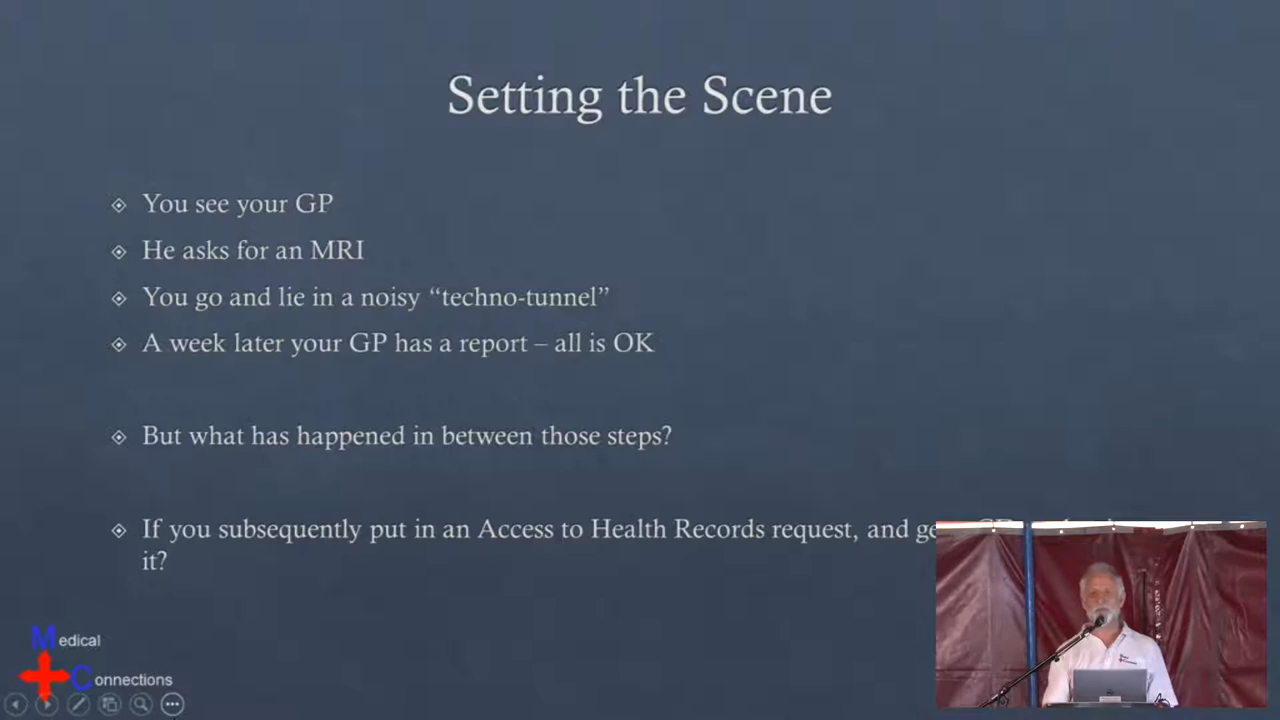 Setting the Scene
You see your GP
He asks for an MRI
You go and lie in a noisy “techno-tunnel”
A week later your GP has a report – all is OK
But what has happened in between those steps?
If you subsequently put in an Access to Health Records request, and ge
it?
Medical
Connections